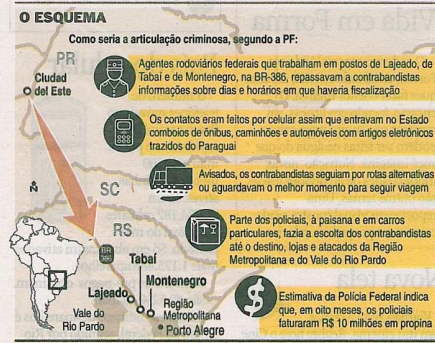 Vida em Forma
O ESQUEMA
Como seria a articulação criminosa, segundo a PF:
PR
Ciudad
del Este
Agentes rodoviários federais que trabalham em postos de Lajeado, de
Tabaí e de Montenegro, na BR-386, repassavam a contrabandistas
informações sobre dias e horários em que haveria fiscalização
Os contatos eram feitos por celular assim que entravam no Estado
comboios de ônibus, caminhões e automóveis com artigos eletrônicos
trazidos do Paraguai
N
SC
Avisados, os contrabandistas seguiam por rotas alternativas
ou aguardavam o melhor momento para seguir viagem
RS
Parte dos policiais, à paisana e em carros
particulares, fazia a escolta dos contrabandistas
até o destino, lojas e atacados da Região
Metropolitana e do Vale do Rio Pardo
BR
386
Tabaí
Lajeado
Montenegro
Vale do
Rio Pardo
Região
Metropolitana
Porto Alegre
$
Estimativa da Polícia Federal indica
que, em oito meses, os policiais
faturaram R$ 10 milhões em propina